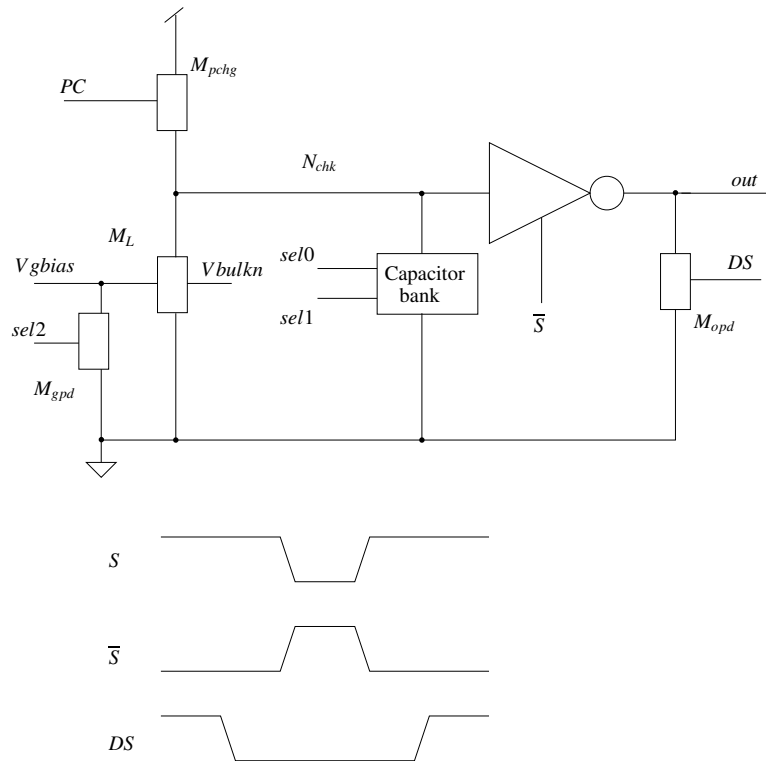 M_pchg
PC
N_chk
out
M_L
sel0
Vgbias
Vbulkn
Capacitor
bank
DS
sel1
sel2
S̅
M_opd
M_gpd
S
S̅
DS